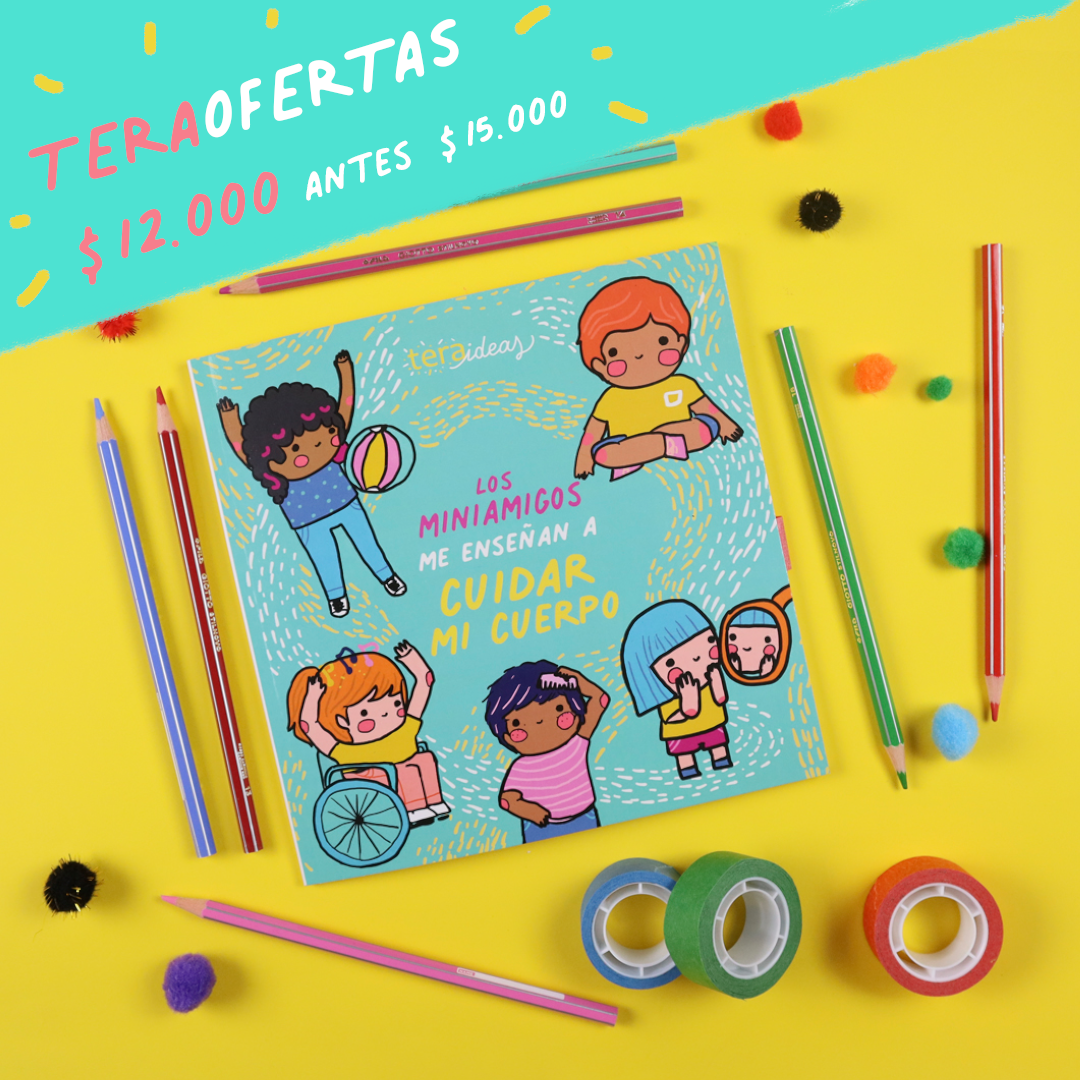 TERAOFERTAS
$12.000 ANTES $15.000
teraideas
LOS
MINIAMIGOS
ME ENSEÑAN A
CUIDAR
MI CUERPO